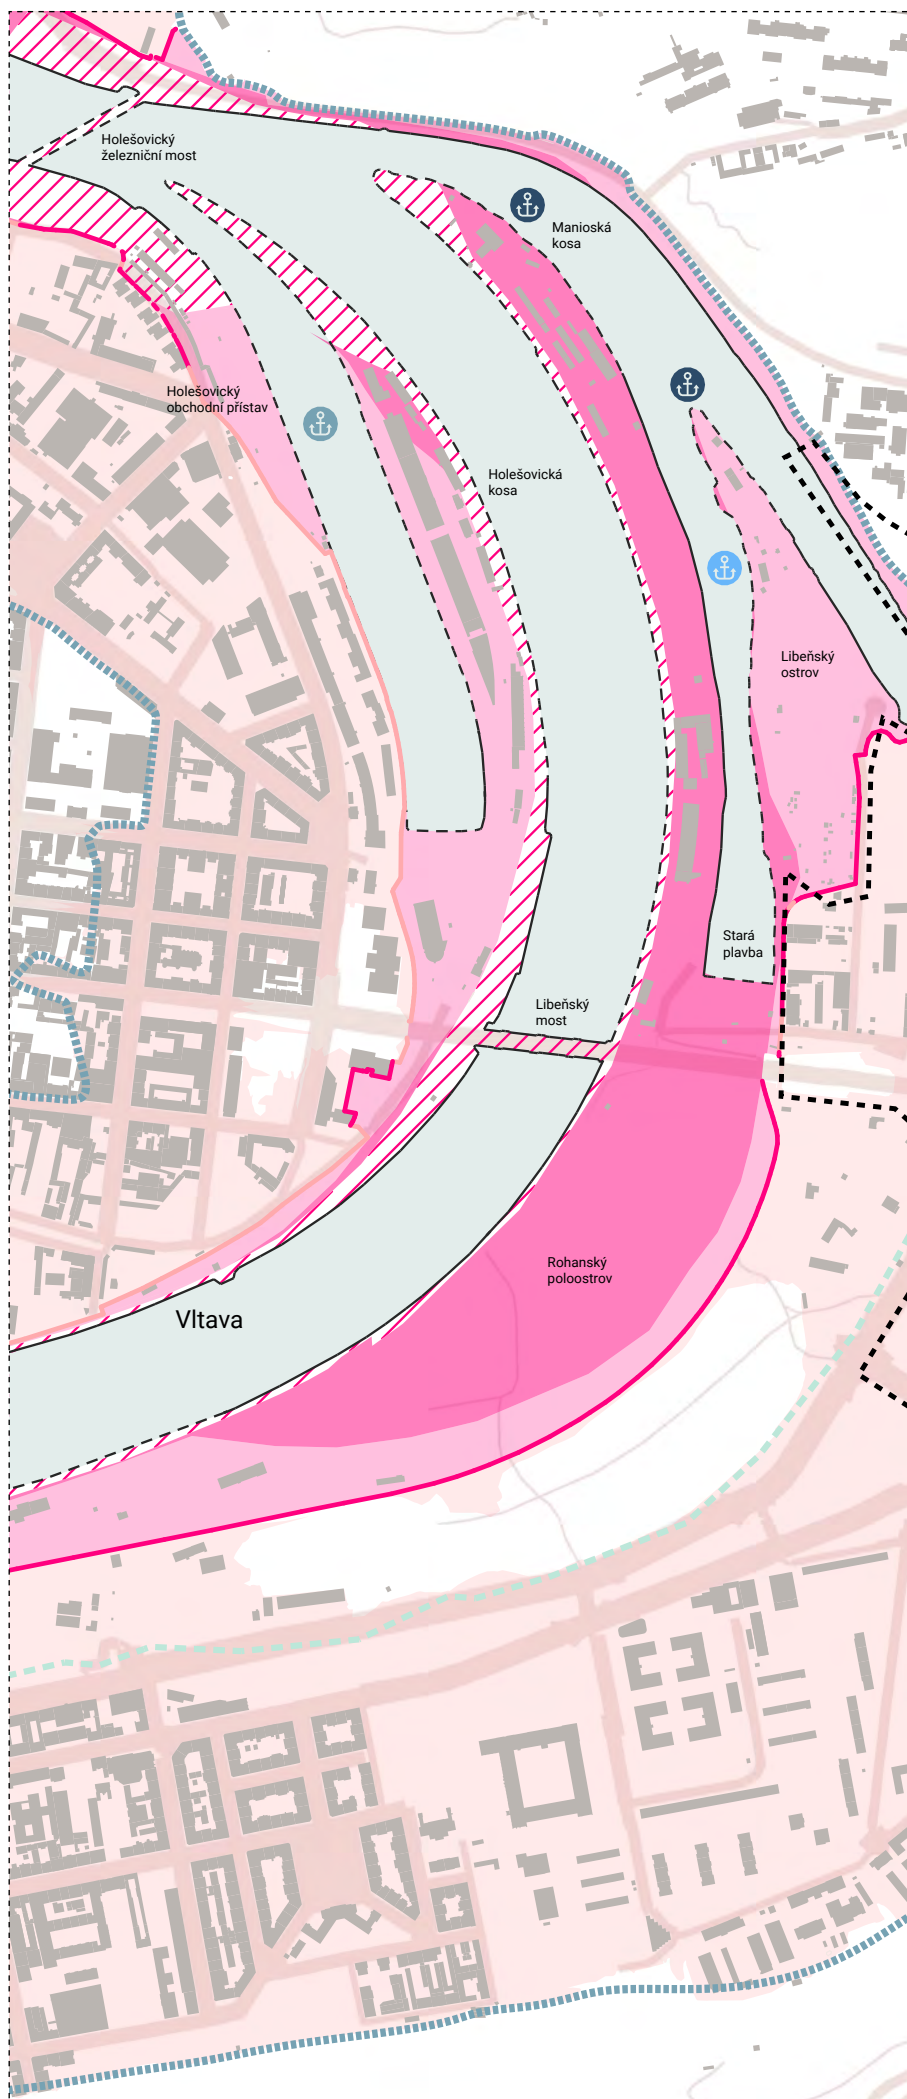 Holešovický
železniční most
Manioská
kosa
Holešovický
obchodní přístav
Holešovická
kosa
Libeňský
ostrov
Stará
plavba
Libeňský
most
Rohanský
poloostrov
Vltava